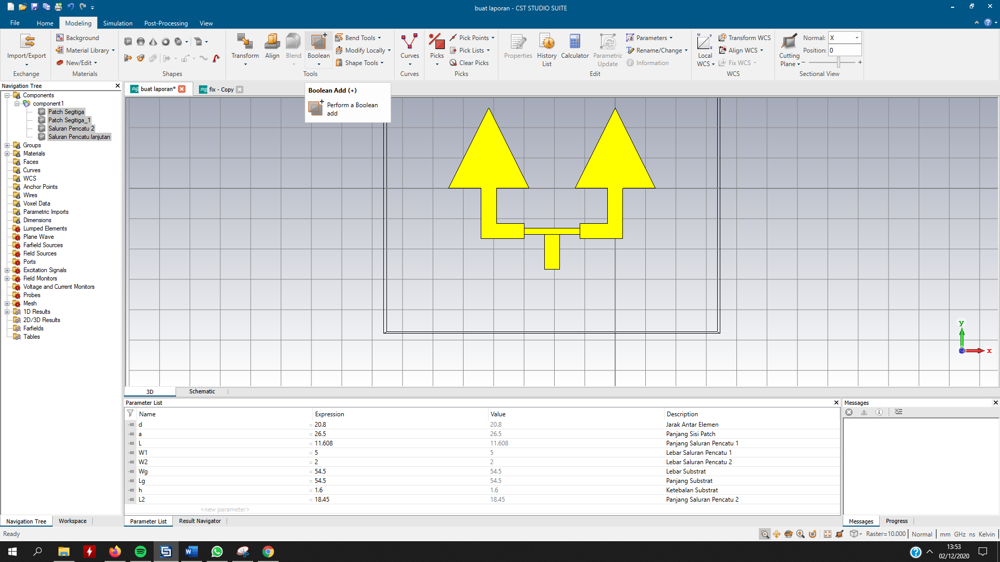 buat laporan - CST STUDIO SUITE
File Home Modeling Simulation Post-Processing View
Import/Export
Exchange
Background
Material Library
New/Edit
Materials
Shapes
Transform
Align
Blend
Boolean
Bend Tools
Modify Locally
Shape Tools
Tools
Curves
Curves
Picks
Pick Points
Pick Lists
Clear Picks
Picks
Properties
History
List
Calculator
Parametric
Update
Parameters
Rename/Change
Information
Edit
Local
WCS
Transform WCS
Align WCS
Fix WCS
WCS
Cutting
Plane
Normal: X
Position: 0
Sectional View
Navigation Tree
Components
component1
Patch Segitiga
Patch Segitiga_1
Saluran Pencatu 2
Saluran Pencatu lanjutan
Groups
Materials
Faces
Curves
WCS
Anchor Points
Wires
Voxel Data
Parametric Imports
Dimensions
Lumped Elements
Plane Wave
Farfield Sources
Field Sources
Ports
Excitation Signals
Field Monitors
Voltage and Current Monitors
Probes
Mesh
1D Results
2D/3D Results
Farfields
Tables
Navigation Tree Workspace
buat laporan* fix - Copy
Boolean Add (+)
Perform a Boolean
add
y
z x
3D Schematic
Parameter List
Name Expression Value Description
d = 20.8 20.8 Jarak Antar Elemen
a = 26.5 26.5 Panjang Sisi Patch
L = 11.608 11.608 Panjang Saluran Pencatu 1
W1 = 5 5 Lebar Saluran Pencatu 1
W2 = 2 2 Lebar Saluran Pencatu 2
Wg = 54.5 54.5 Lebar Substrat
Lg = 54.5 54.5 Panjang Substrat
h = 1.6 1.6 Ketebalan Substrat
L2 = 18.45 18.45 Panjang Saluran Pencatu 2
<new parameter>
Parameter List Result Navigator
Messages
Messages Progress
Ready
Raster=10.000 Normal mm GHz ns Kelvin
13:53
02/12/2020